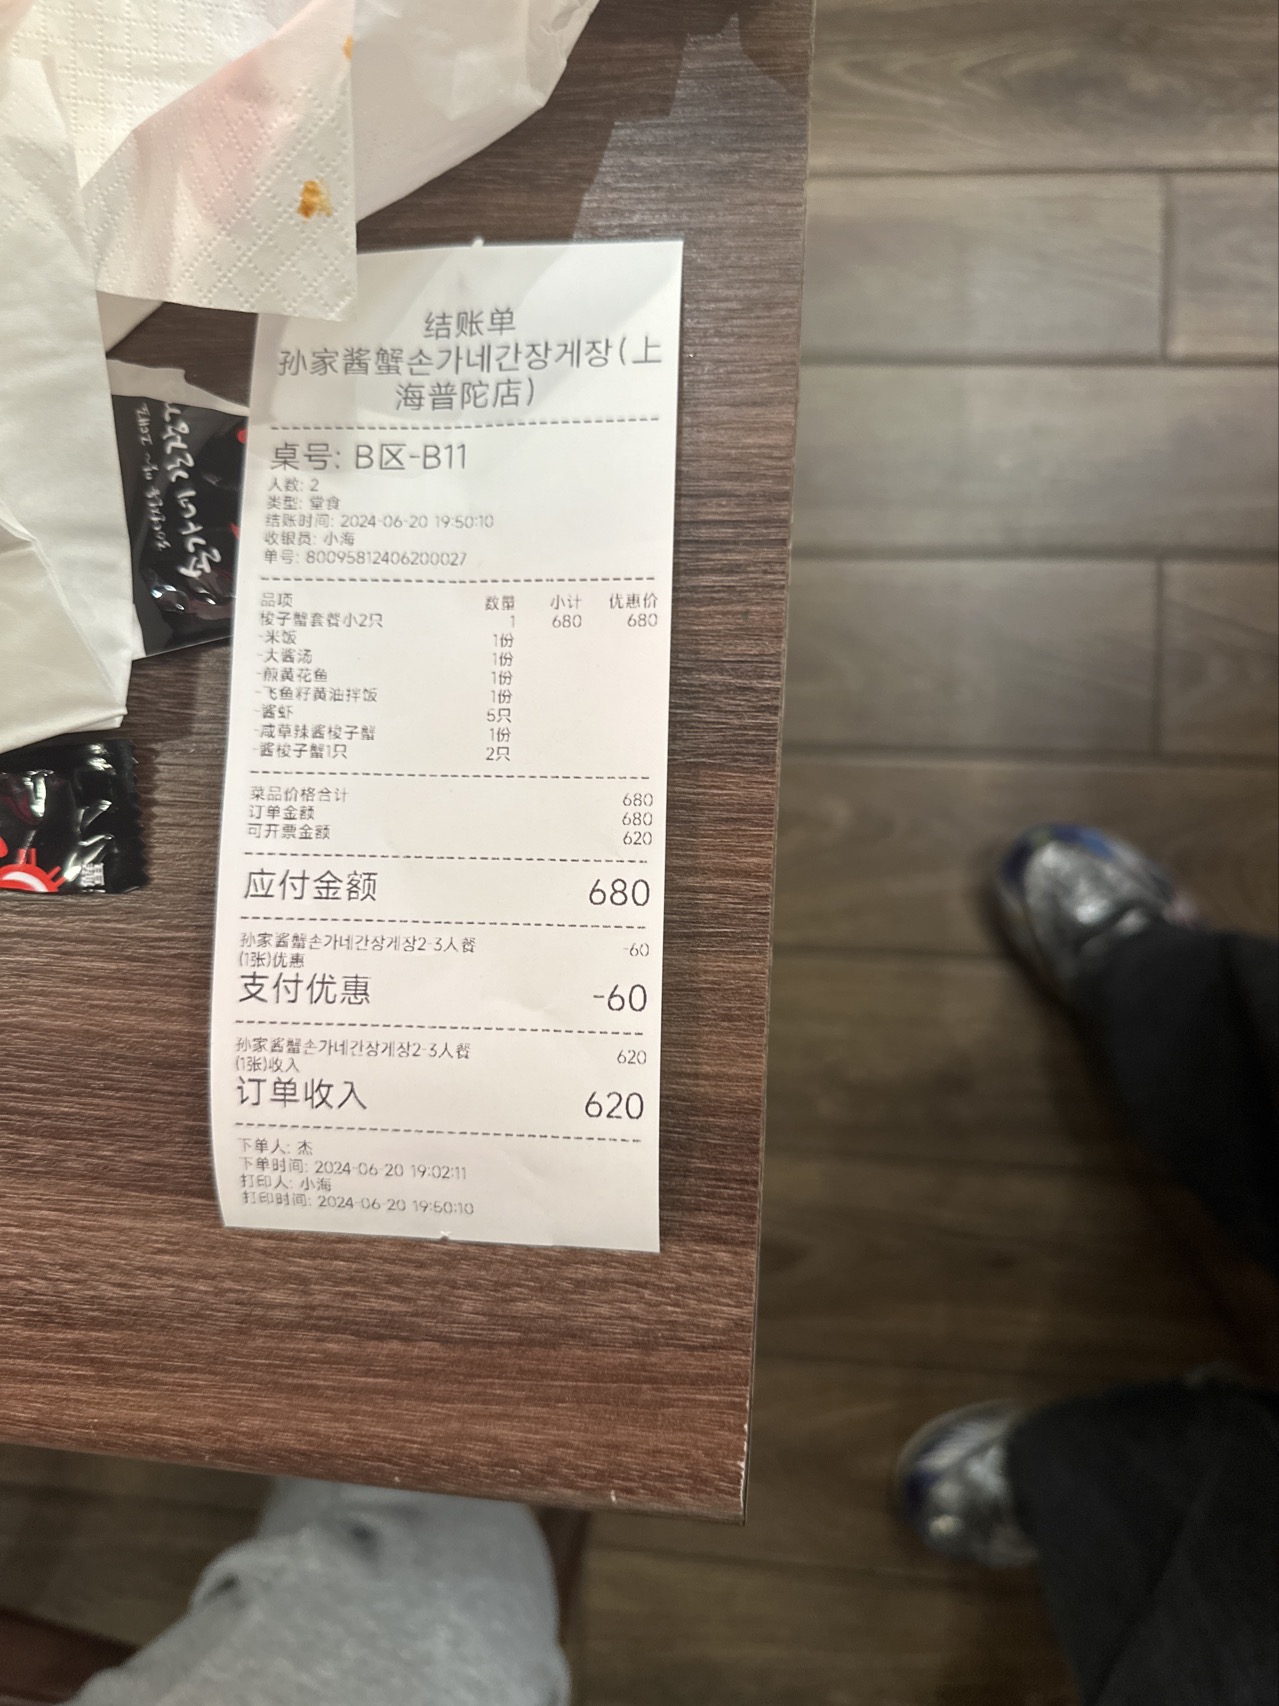 结账单
孙家酱蟹손가네간장게장(上
海普陀店)
桌号: B区-B11
人数: 2
类型: 堂食
结账时间: 2024-06-20 19:50:10
收银员: 小海
单号: 80095812406200027
品项 数量 小计 优惠价
梭子蟹套餐小2只 1 680 680
-米饭 1份
-大酱汤 1份
-煎黄花鱼 1份
-飞鱼籽黄油拌饭 1份
-酱虾 5只
-咸草辣酱梭子蟹 1份
-酱梭子蟹1只 2只
菜品价格合计 680
订单金额 680
可开票金额 620
应付金额 680
孙家酱蟹손가네간장게장2-3人餐 -60
(1张)优惠
支付优惠 -60
孙家酱蟹손가네간장게장2-3人餐 620
(1张)收入
订单收入 620
下单人: 杰
下单时间: 2024-06-20 19:02:11
打印人: 小海
打印时间: 2024-06-20 19:50:10